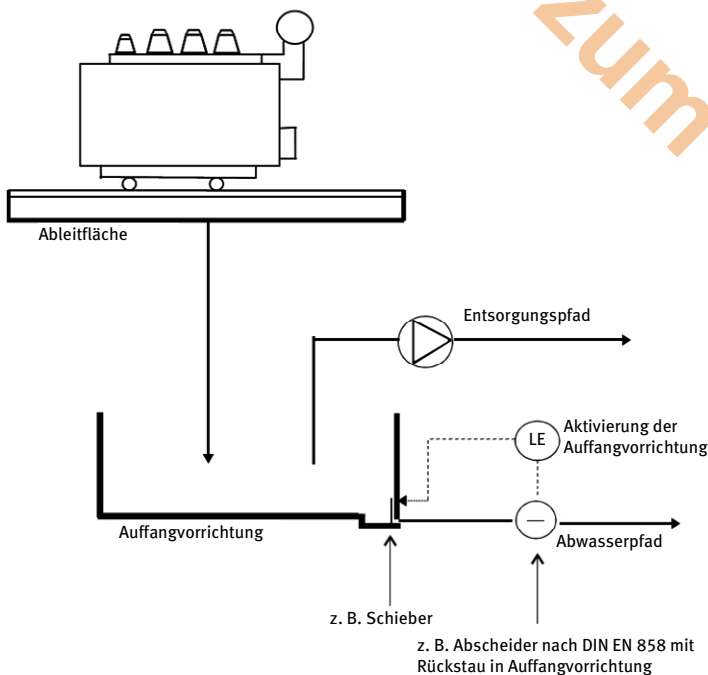 zum
Ableitfläche
Entsorgungspfad
LE
Aktivierung der
Auffangvorrichtung
Auffangvorrichtung
Abwasserpfad
z. B. Schieber
z. B. Abscheider nach DIN EN 858 mit
Rückstau in Auffangvorrichtung